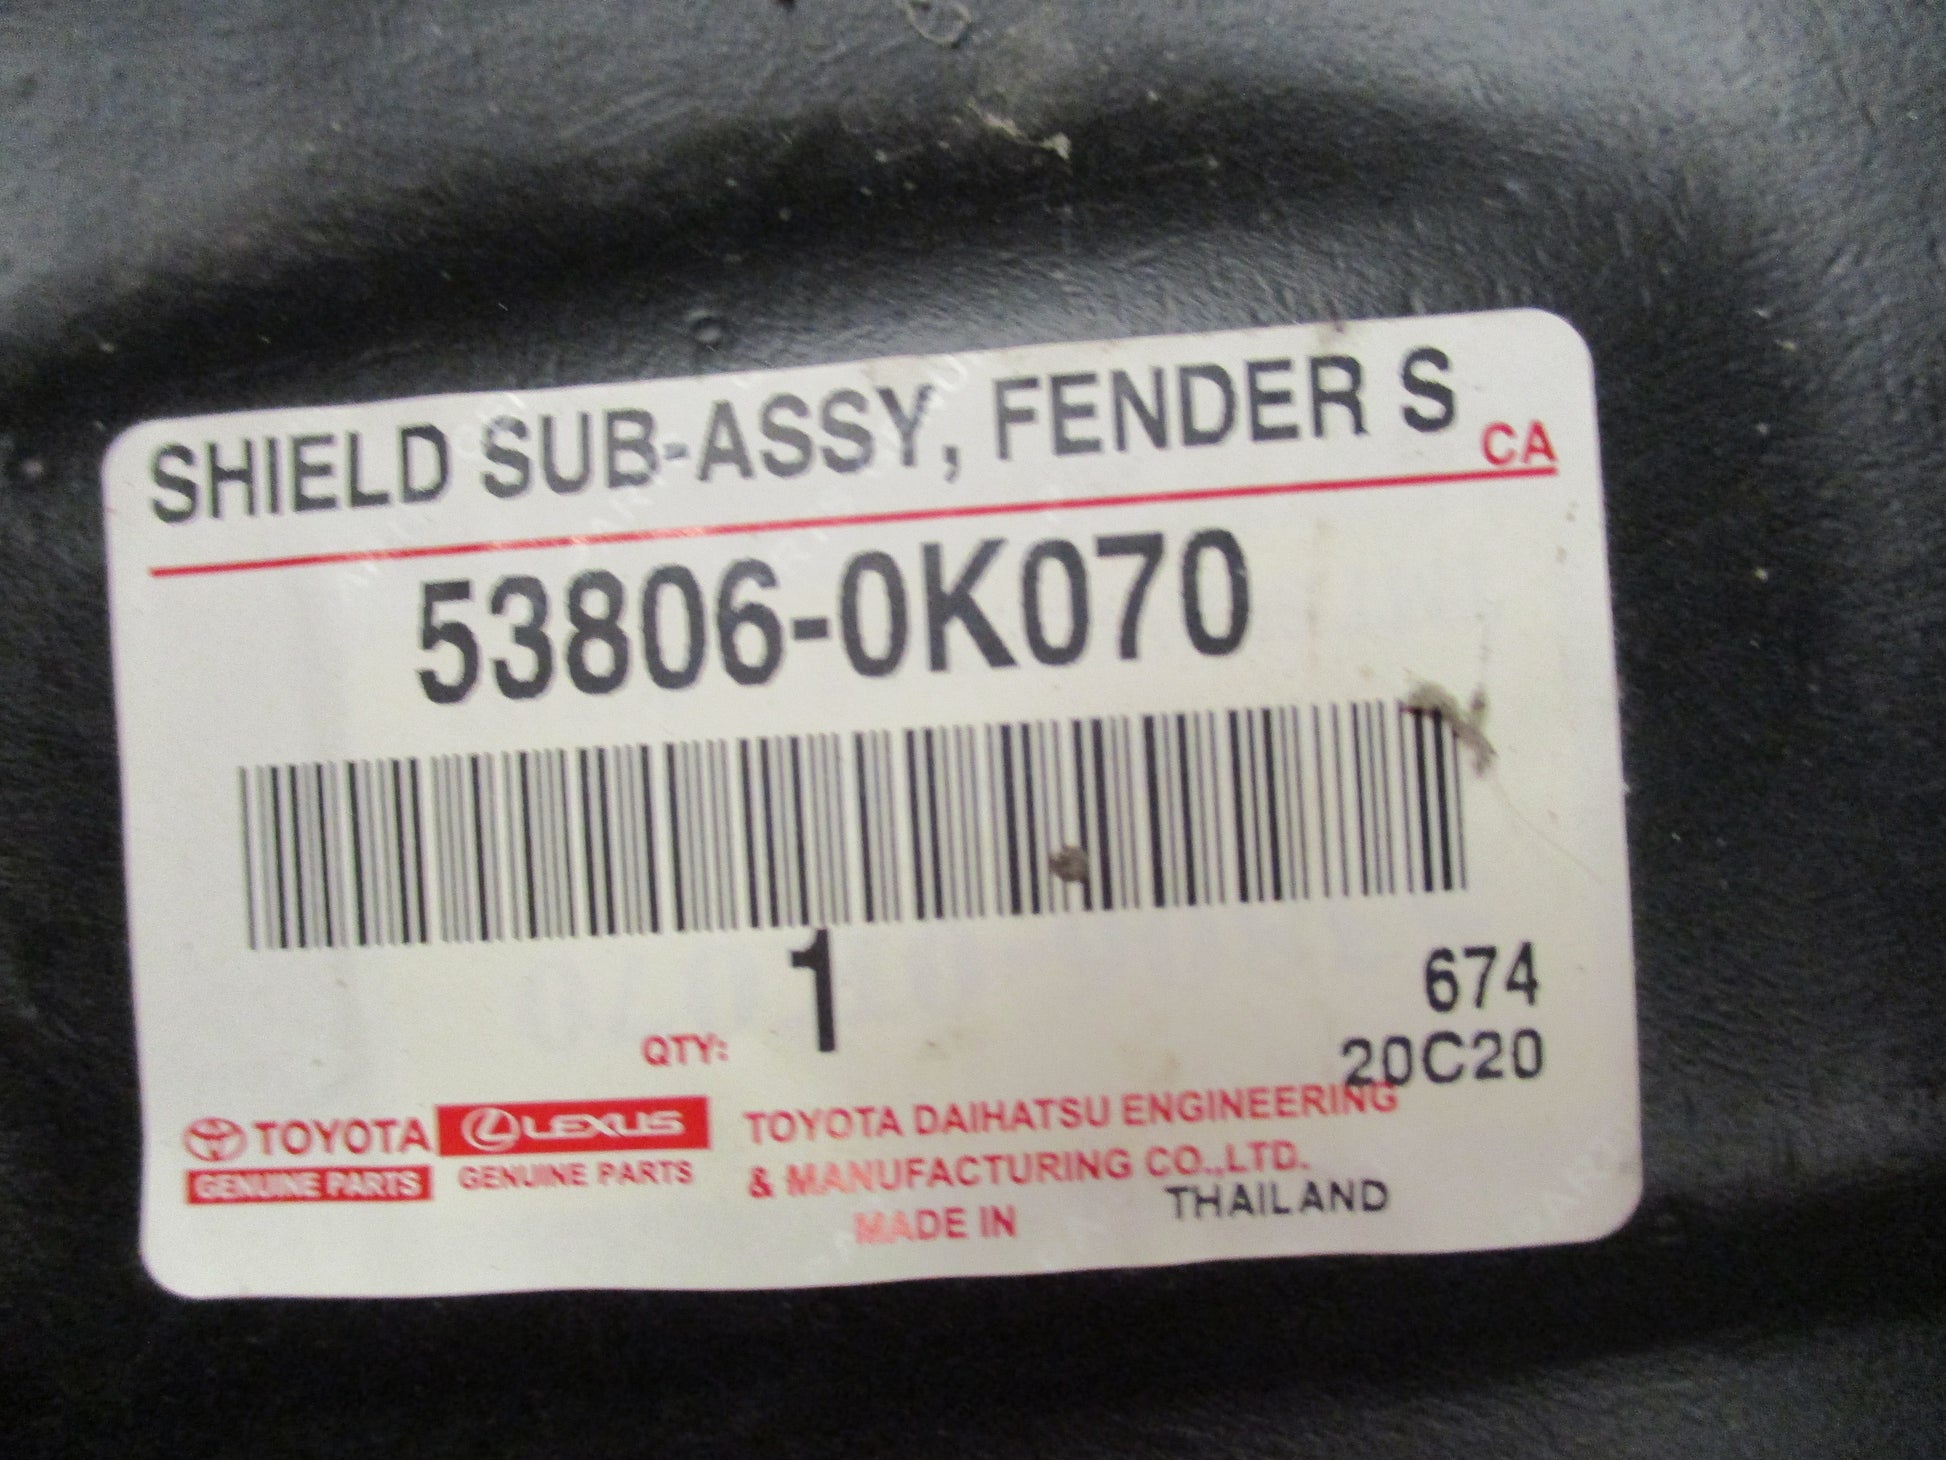 SHIELD SUB-ASSY, FENDER S
CA
53806-0K070
QTY: 1
674
20C20
TOYOTA LEXUS
GENUINE PARTS GENUINE PARTS
TOYOTA DAIHATSU ENGINEERING
& MANUFACTURING CO.,LTD.
MADE IN THAILAND